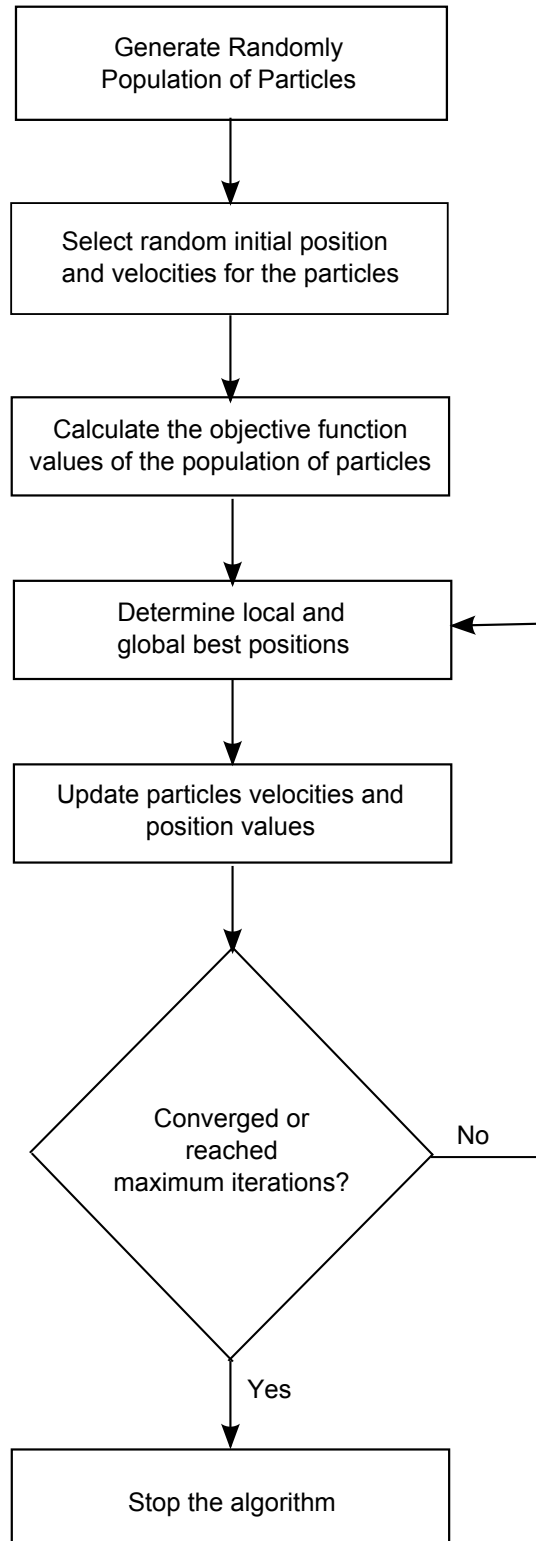 Generate Randomly
Population of Particles
Select random initial position
and velocities for the particles
Calculate the objective function
values of the population of particles
Determine local and
global best positions
Update particles velocities and
position values
Converged or
reached
maximum iterations?
No
Yes
Stop the algorithm